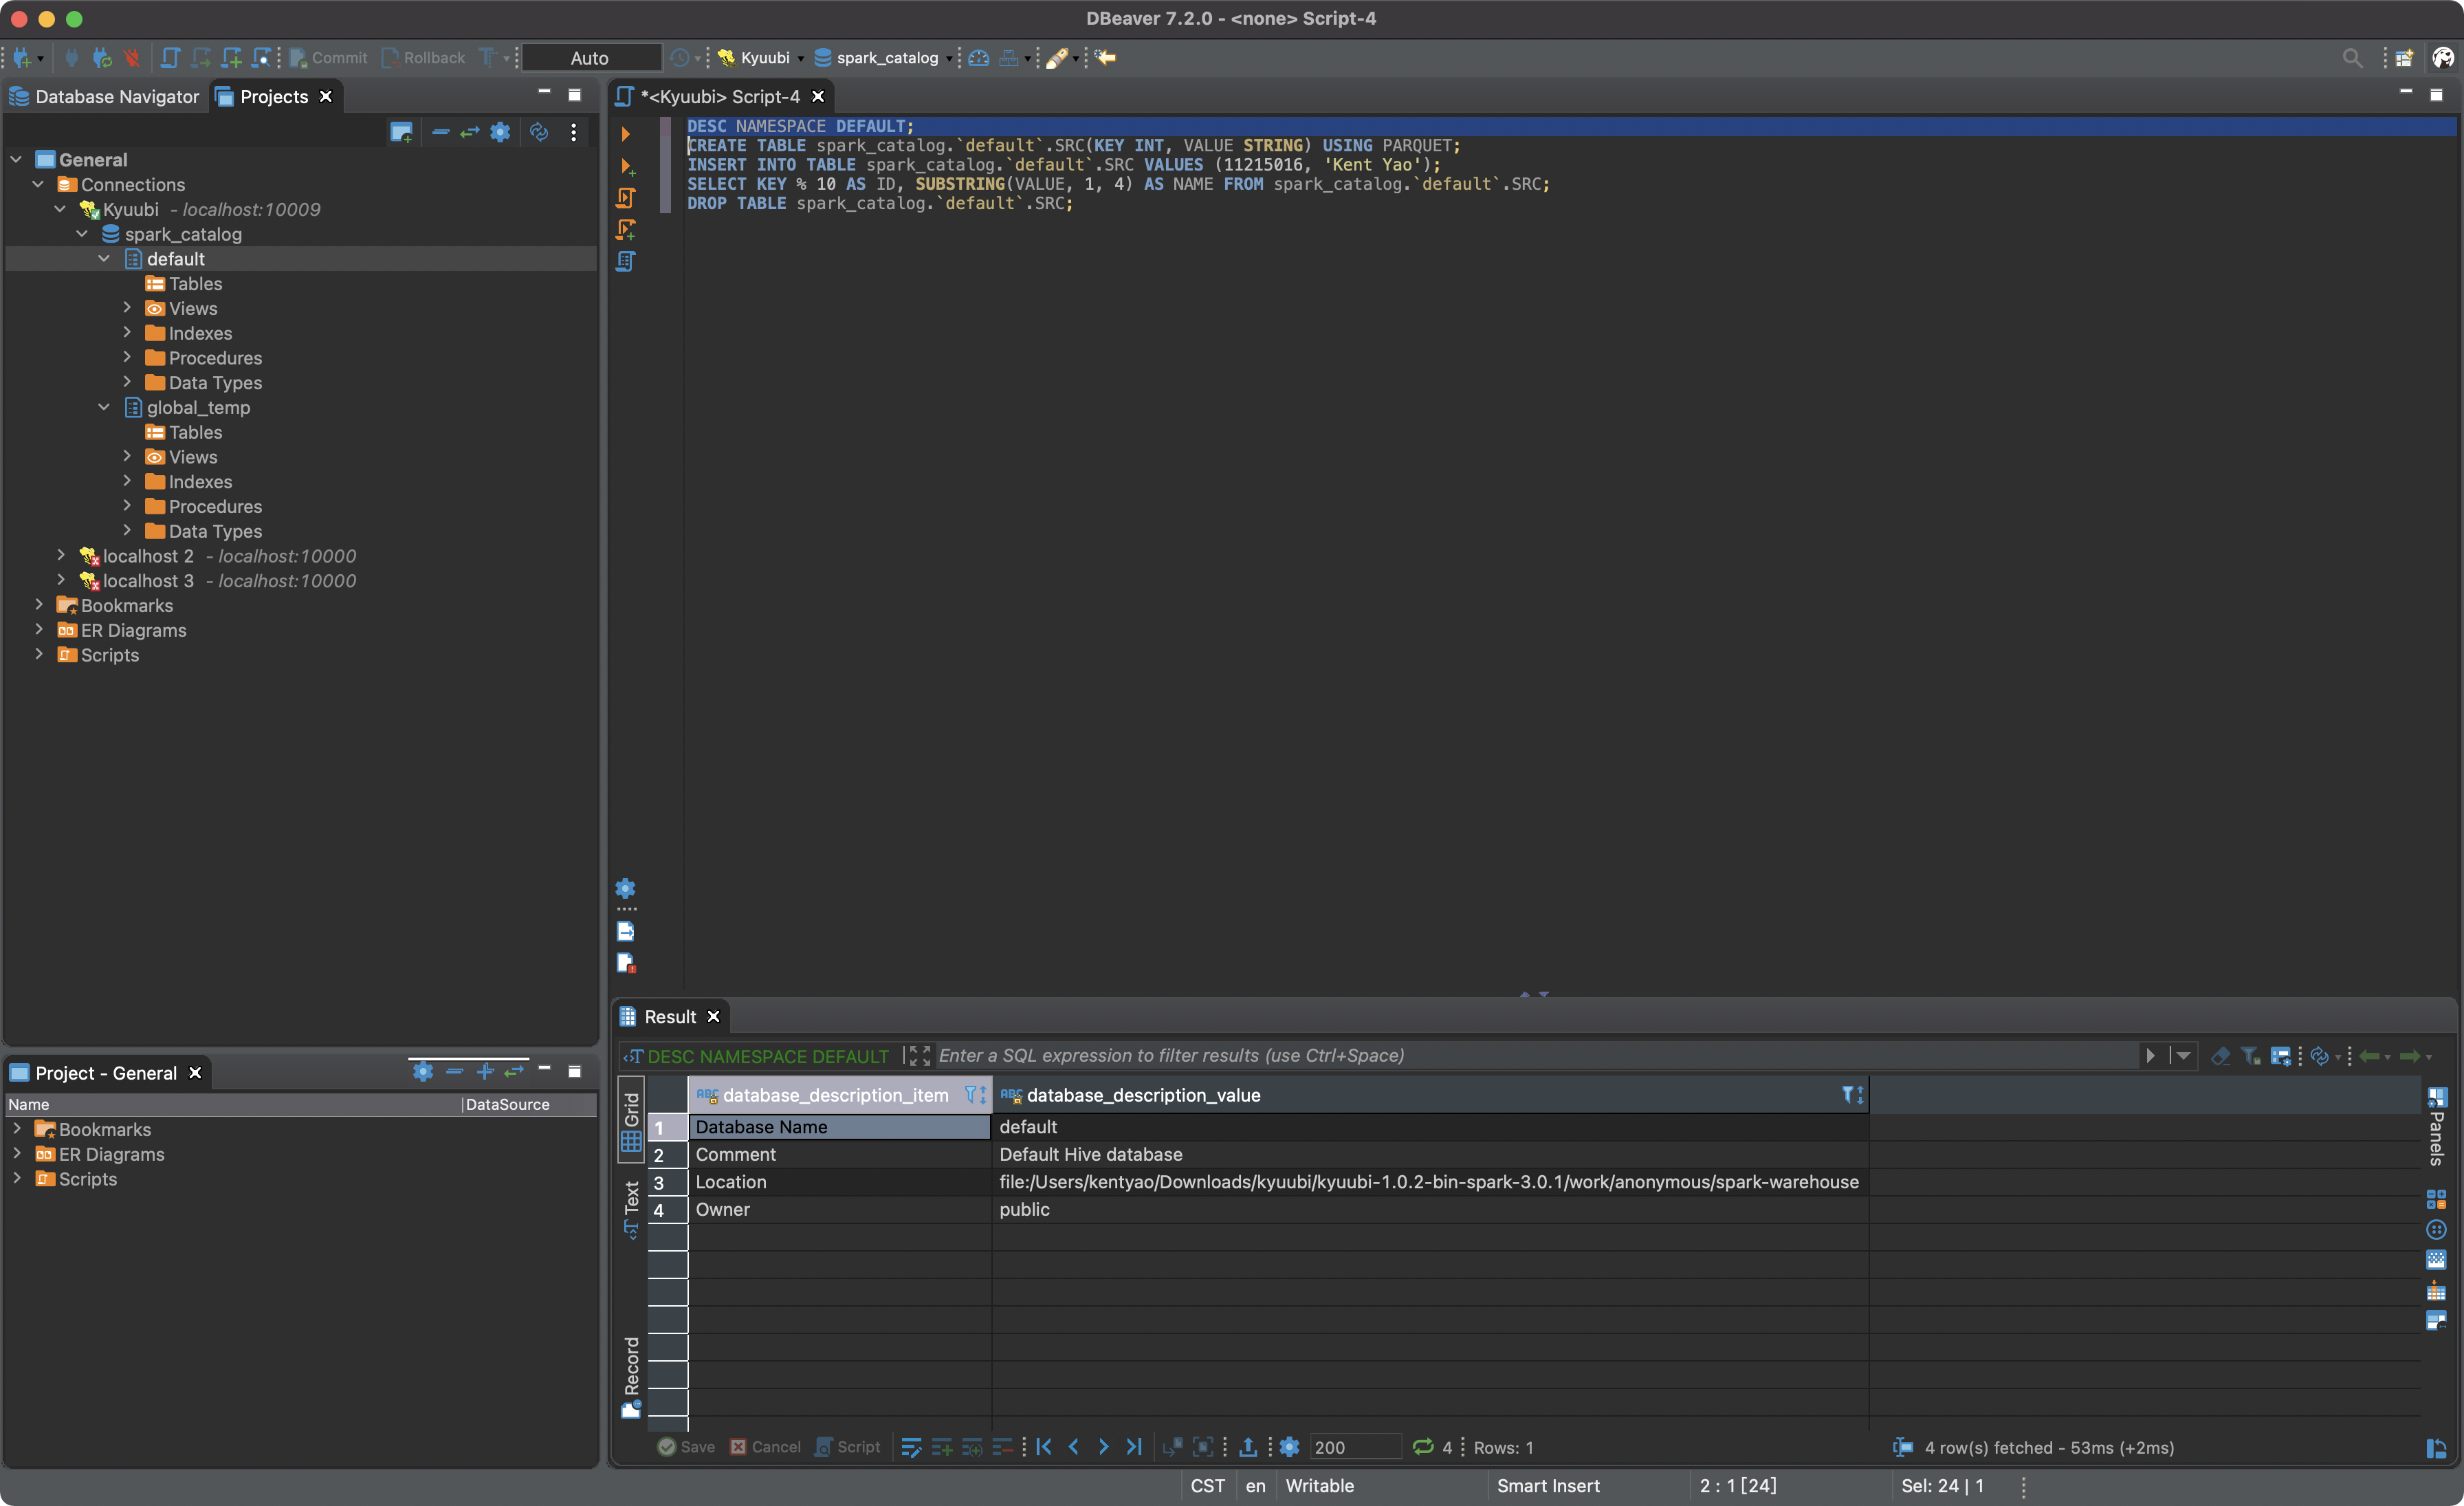 DBeaver 7.2.0 - <none> Script-4
Commit Rollback Auto Kyuubi spark_catalog
Database Navigator Projects
General
Connections
Kyuubi - localhost:10009
spark_catalog
default
Tables
Views
Indexes
Procedures
Data Types
global_temp
Tables
Views
Indexes
Procedures
Data Types
localhost 2 - localhost:10000
localhost 3 - localhost:10000
Bookmarks
ER Diagrams
Scripts
Project - General
Name DataSource
Bookmarks
ER Diagrams
Scripts
*<Kyuubi> Script-4
DESC NAMESPACE DEFAULT;
CREATE TABLE spark_catalog.`default`.SRC(KEY INT, VALUE STRING) USING PARQUET;
INSERT INTO TABLE spark_catalog.`default`.SRC VALUES (11215016, 'Kent Yao');
SELECT KEY % 10 AS ID, SUBSTRING(VALUE, 1, 4) AS NAME FROM spark_catalog.`default`.SRC;
DROP TABLE spark_catalog.`default`.SRC;
Result
DESC NAMESPACE DEFAULT Enter a SQL expression to filter results (use Ctrl+Space)
Grid
Text
Record
ABC database_description_item ABC database_description_value
1 Database Name default
2 Comment Default Hive database
3 Location file:/Users/kentyao/Downloads/kyuubi/kyuubi-1.0.2-bin-spark-3.0.1/work/anonymous/spark-warehouse
4 Owner public
Panels
Save Cancel Script 200 4 Rows: 1 4 row(s) fetched - 53ms (+2ms)
CST en Writable Smart Insert 2 : 1 [24] Sel: 24 | 1